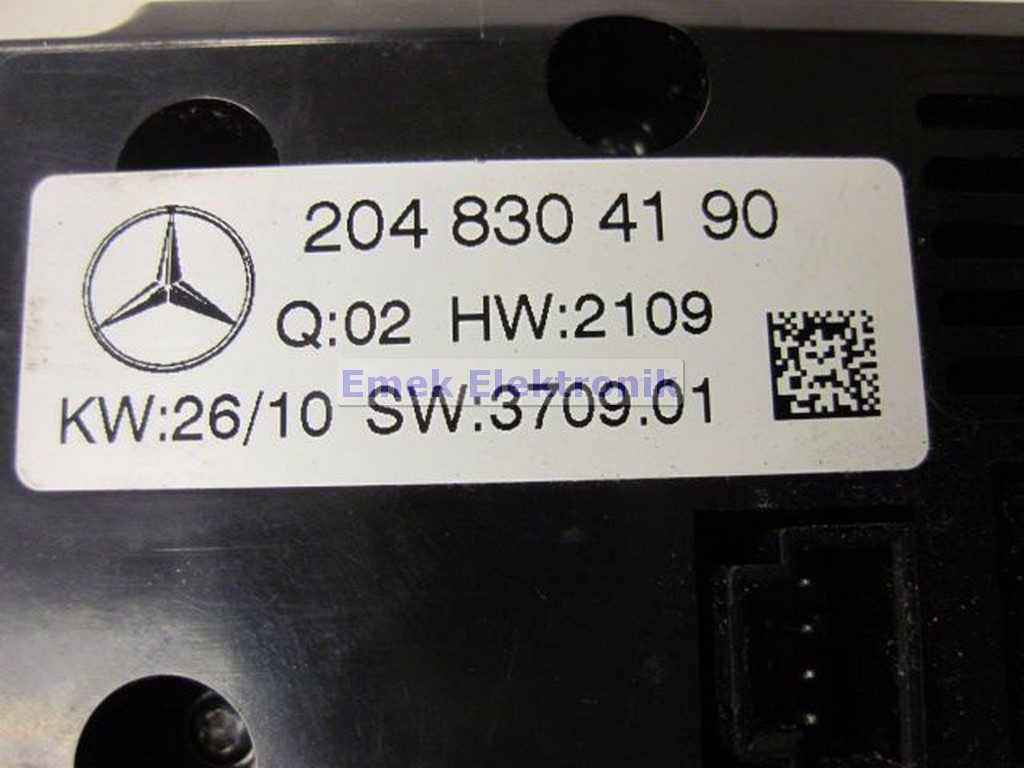 204 830 41 90
Q:02 HW:2109
Emek Elektronik
KW:26/10 SW:3709.01